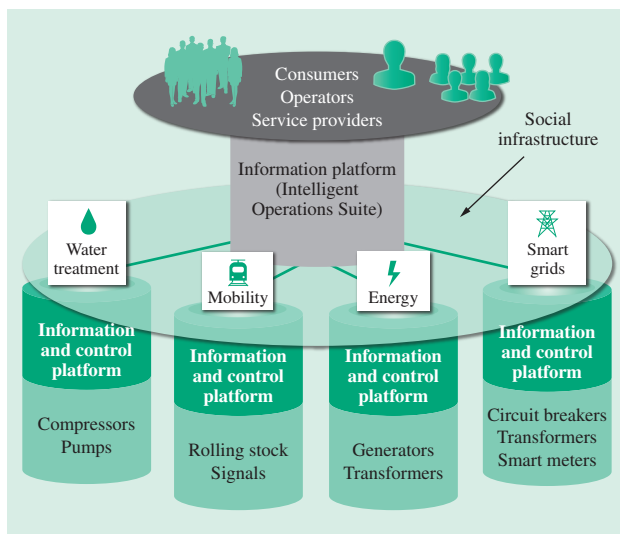 Consumers
Operators
Service providers
Social
infrastructure
Information platform
(Intelligent
Operations Suite)
Water
treatment
Mobility
Energy
Smart
grids
Information
and control
platform
Compressors
Pumps
Information
and control
platform
Rolling stock
Signals
Information
and control
platform
Generators
Transformers
Information
and control
platform
Circuit breakers
Transformers
Smart meters